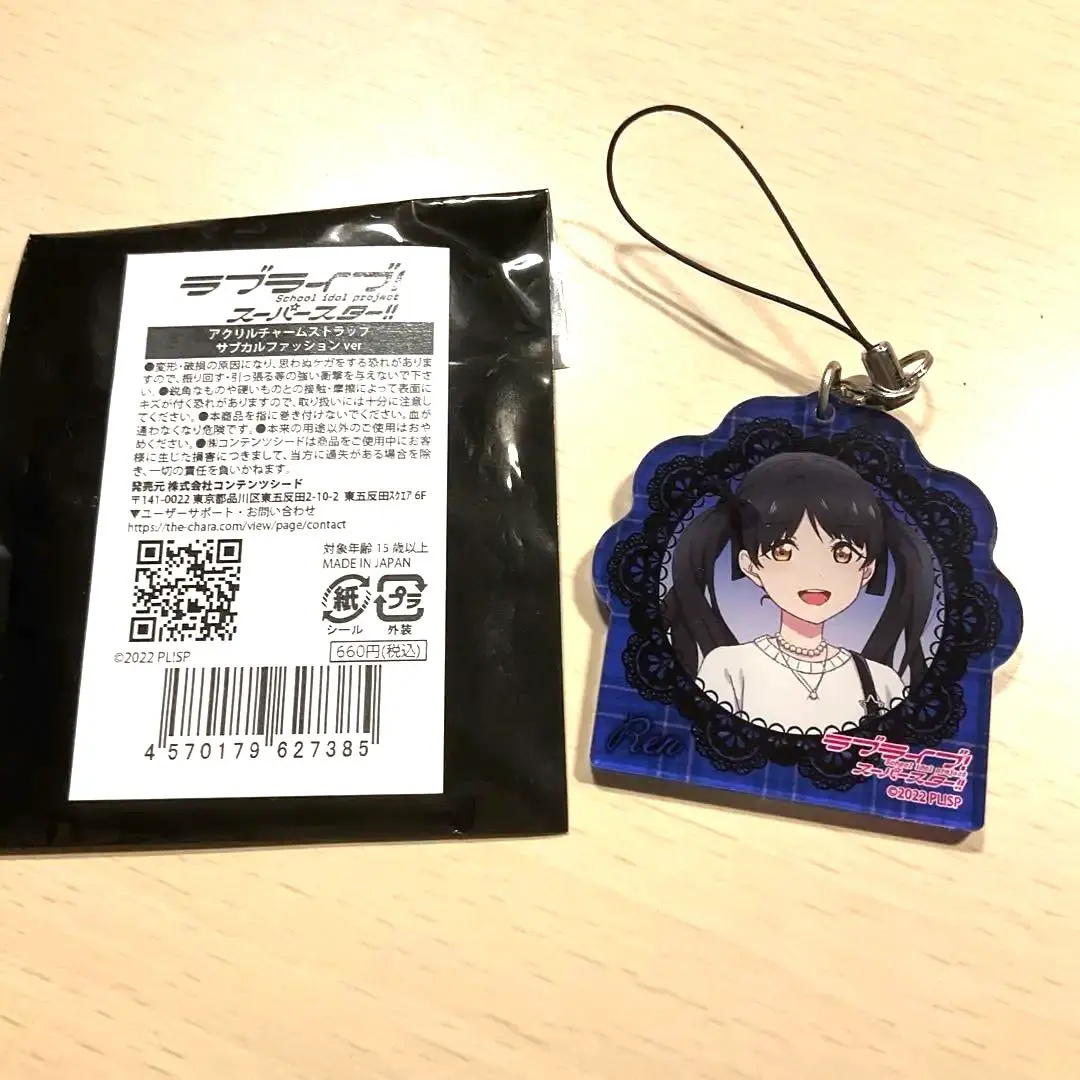 ラブライブ!
School idol project
スーパースター!!
アクリルチャームストラップ
サブカルファッション ver
●変形・破損の原因になり、思わぬケガをする恐れがありま
すので、振り回す・引っ張る等の強い衝撃を与えないで下さ
い。●鋭角なものや硬いものとの接触・摩擦によって表面に
キズが付く恐れがありますので、取り扱いには十分に注意し
てください。●本商品を指に巻き付けないでください。血が
通わなくなり危険です。●本来の用途以外のご使用はおや
めください。●㈱コンテンツシードは商品をご使用中にお客
様に生じた損害につきまして、当方に過失がある場合を除
き、一切の責任を負いかねます。
発売元 株式会社コンテンツシード
〒141-0022 東京都品川区東五反田2-10-2 東五反田ｽｸｴｱ 6F
▼ユーザーサポート・お問い合わせ
https://the-chara.com/view/page/contact
対象年齢 15 歳以上
MADE IN JAPAN
紙
プラ
シール 外装
660円(税込)
©2022 PL!SP
4 570179 627385
Ren
ラブライブ!
School idol project
スーパースター!!
©2022 PL!SP